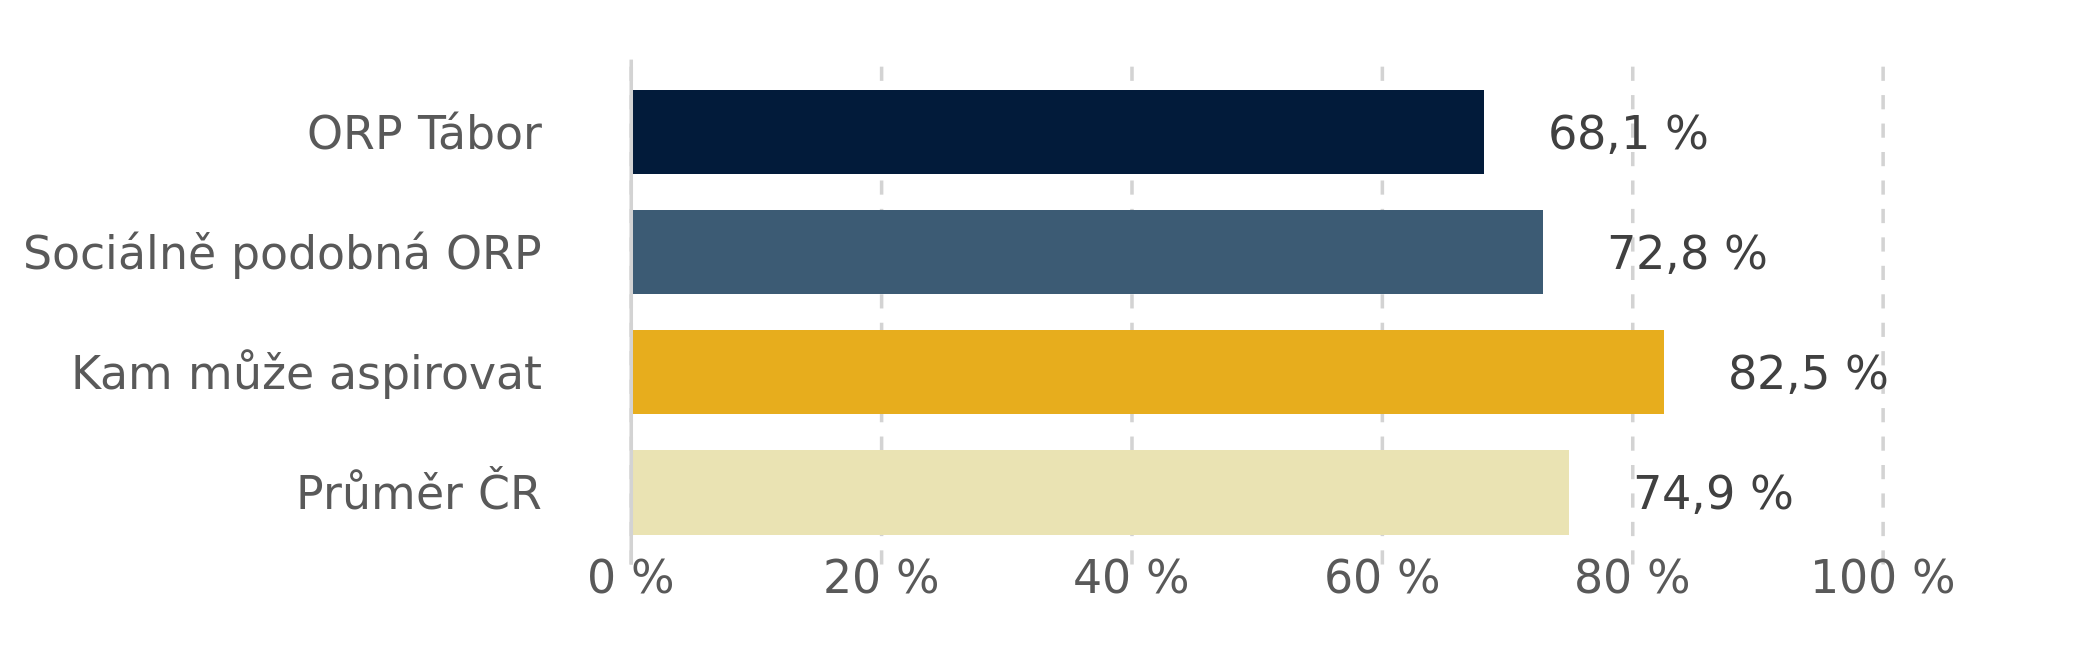 ORP Tábor 68,1 %
Sociálně podobná ORP 72,8 %
Kam může aspirovat 82,5 %
Průměr ČR 74,9 %
0 % 20 % 40 % 60 % 80 % 100 %